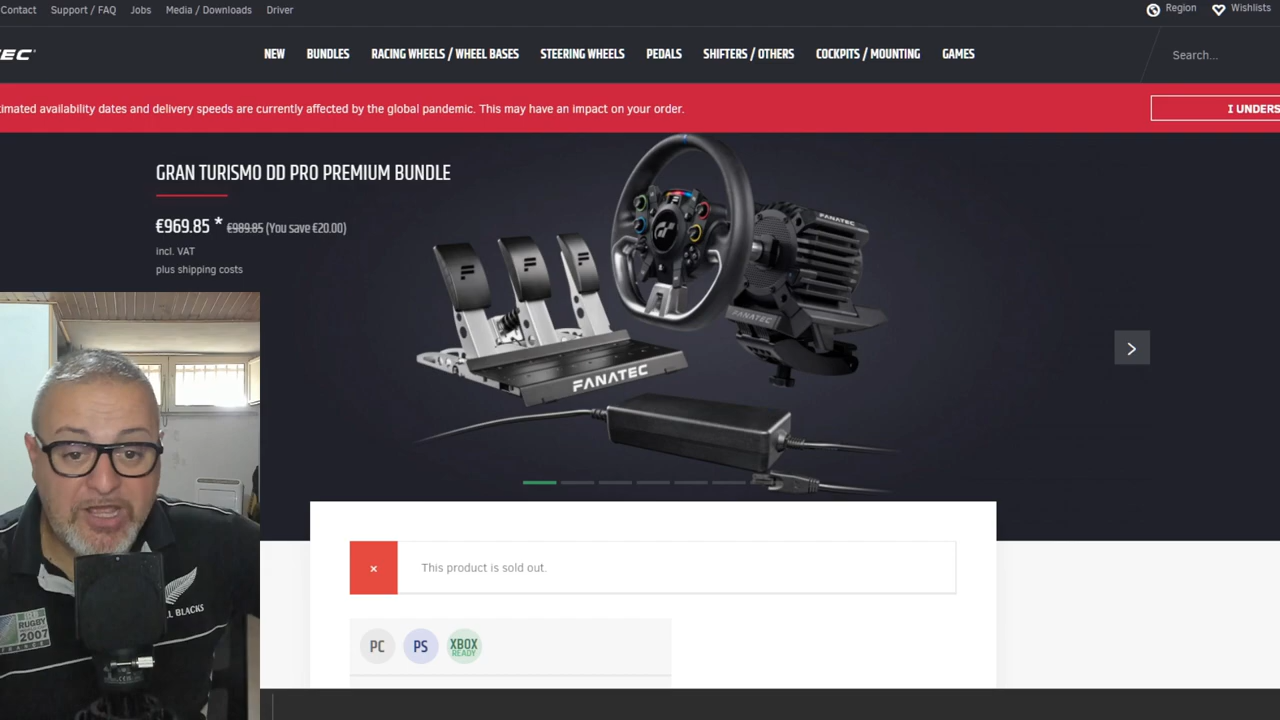 Contact Support / FAQ Jobs Media / Downloads Driver Region Wishlists
EC
NEW BUNDLES RACING WHEELS / WHEEL BASES STEERING WHEELS PEDALS SHIFTERS / OTHERS COCKPITS / MOUNTING GAMES
Search...
timated availability dates and delivery speeds are currently affected by the global pandemic. This may have an impact on your order.
I UNDERS
GRAN TURISMO DD PRO PREMIUM BUNDLE
€969.85 * €989.85 (You save €20.00)
incl. VAT
plus shipping costs
FANATEC
FANATEC
FANATEC
This product is sold out.
PC PS XBOX
READY
LL BLACKS
RUGBY
2007